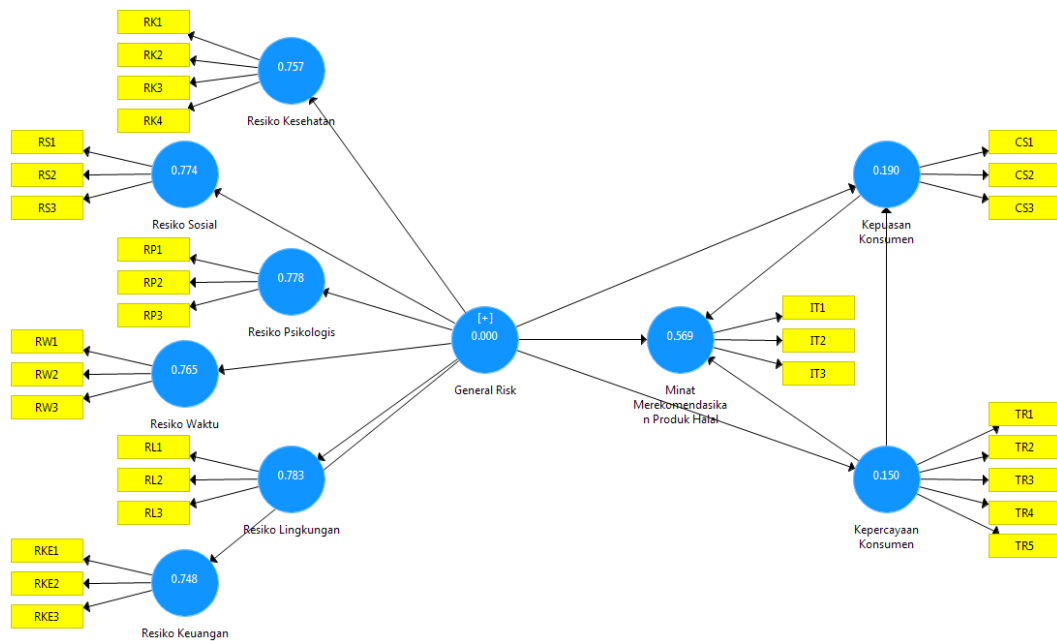 RK1
RK2
RK3
RK4
0.757
Resiko Kesehatan
RS1
RS2
RS3
0.774
Resiko Sosial
RP1
RP2
RP3
0.778
Resiko Psikologis
RW1
RW2
RW3
0.765
Resiko Waktu
RL1
RL2
RL3
0.783
Resiko Lingkungan
RKE1
RKE2
RKE3
0.748
Resiko Keuangan
[+]
0.000
General Risk
0.569
Minat
Merekomendasika
n Produk Halal
IT1
IT2
IT3
0.190
Kepuasan
Konsumen
CS1
CS2
CS3
0.150
Kepercayaan
Konsumen
TR1
TR2
TR3
TR4
TR5